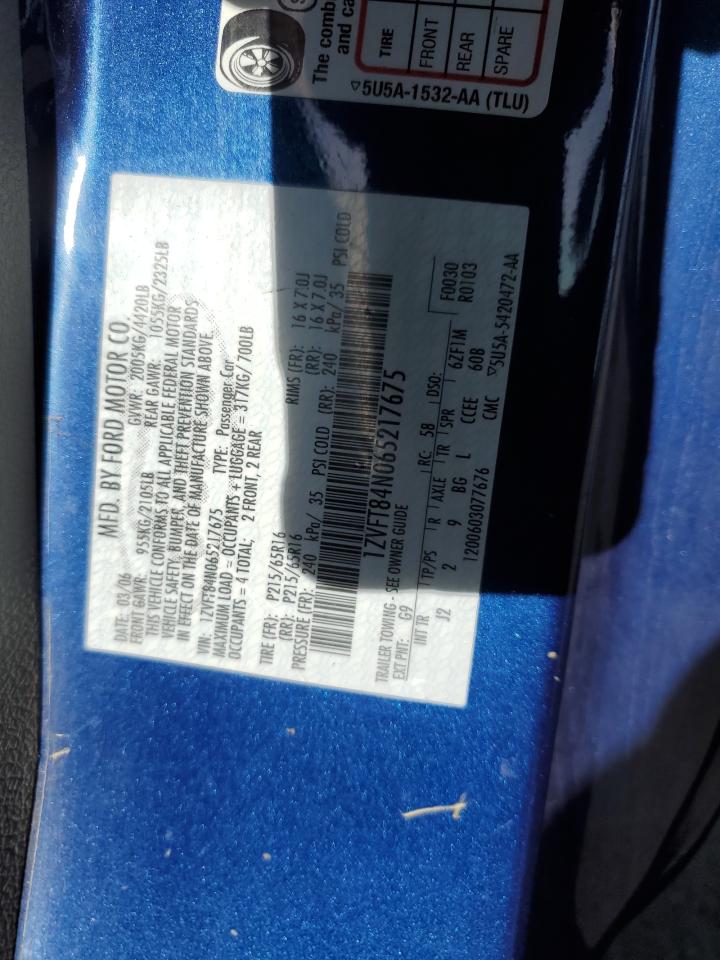 The comb
and ca
TIRE
FRONT
REAR
SPARE
▽5U5A-1532-AA (TLU)
MFD. BY FORD MOTOR CO.
DATE: 03/06 GVWR: 2005KG/4420LB
FRONT GAWR: 955KG/2105LB REAR GAWR: 1055KG/2325LB
THIS VEHICLE CONFORMS TO ALL APPLICABLE FEDERAL MOTOR
VEHICLE SAFETY, BUMPER, AND THEFT PREVENTION STANDARDS
IN EFFECT ON THE DATE OF MANUFACTURE SHOWN ABOVE.
VIN: 1ZVFT84N065217675 TYPE: Passenger Car
MAXIMUM LOAD = OCCUPANTS + LUGGAGE = 317KG/700LB
OCCUPANTS = 4 TOTAL; 2 FRONT, 2 REAR
TIRE (FR): P215/65R16 RIMS (FR): 16 X 7.0J
(RR): P215/65R16 (RR): 16 X 7.0J
PRESSURE (FR): 240 kPa/ 35 PSI COLD (RR): 240 kPa/ 35 PSI COLD
1ZVFT84N065217675
TRAILER TOWING - SEE OWNER GUIDE
EXT PNT: G9 RC: 58 DSO: F0030
INT TR TP/PS R AXLE TR SPR 6ZF1M R0103
J2 2 9 BG L CCEE 608
1200603077676 CMC ▽5U5A-5420472-AA